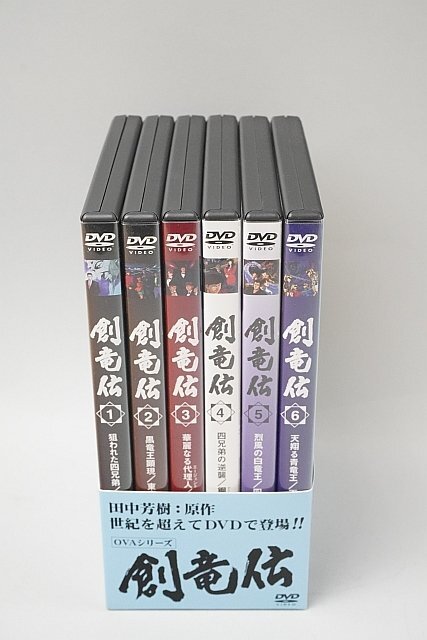 DVD
VIDEO
創竜伝
1
狙われた四兄弟/
DVD
VIDEO
創竜伝
2
黒竜王顕現/東
DVD
VIDEO
創竜伝
3
華麗なる代理人/
DVD
VIDEO
創竜伝
4
四兄弟の逆襲/
DVD
VIDEO
創竜伝
5
烈風の白竜王/四
DVD
VIDEO
創竜伝
6
天翔る青竜王/
田中芳樹:原作
世紀を超えてDVDで登場!!
OVAシリーズ
創竜伝
DVD
VIDEO